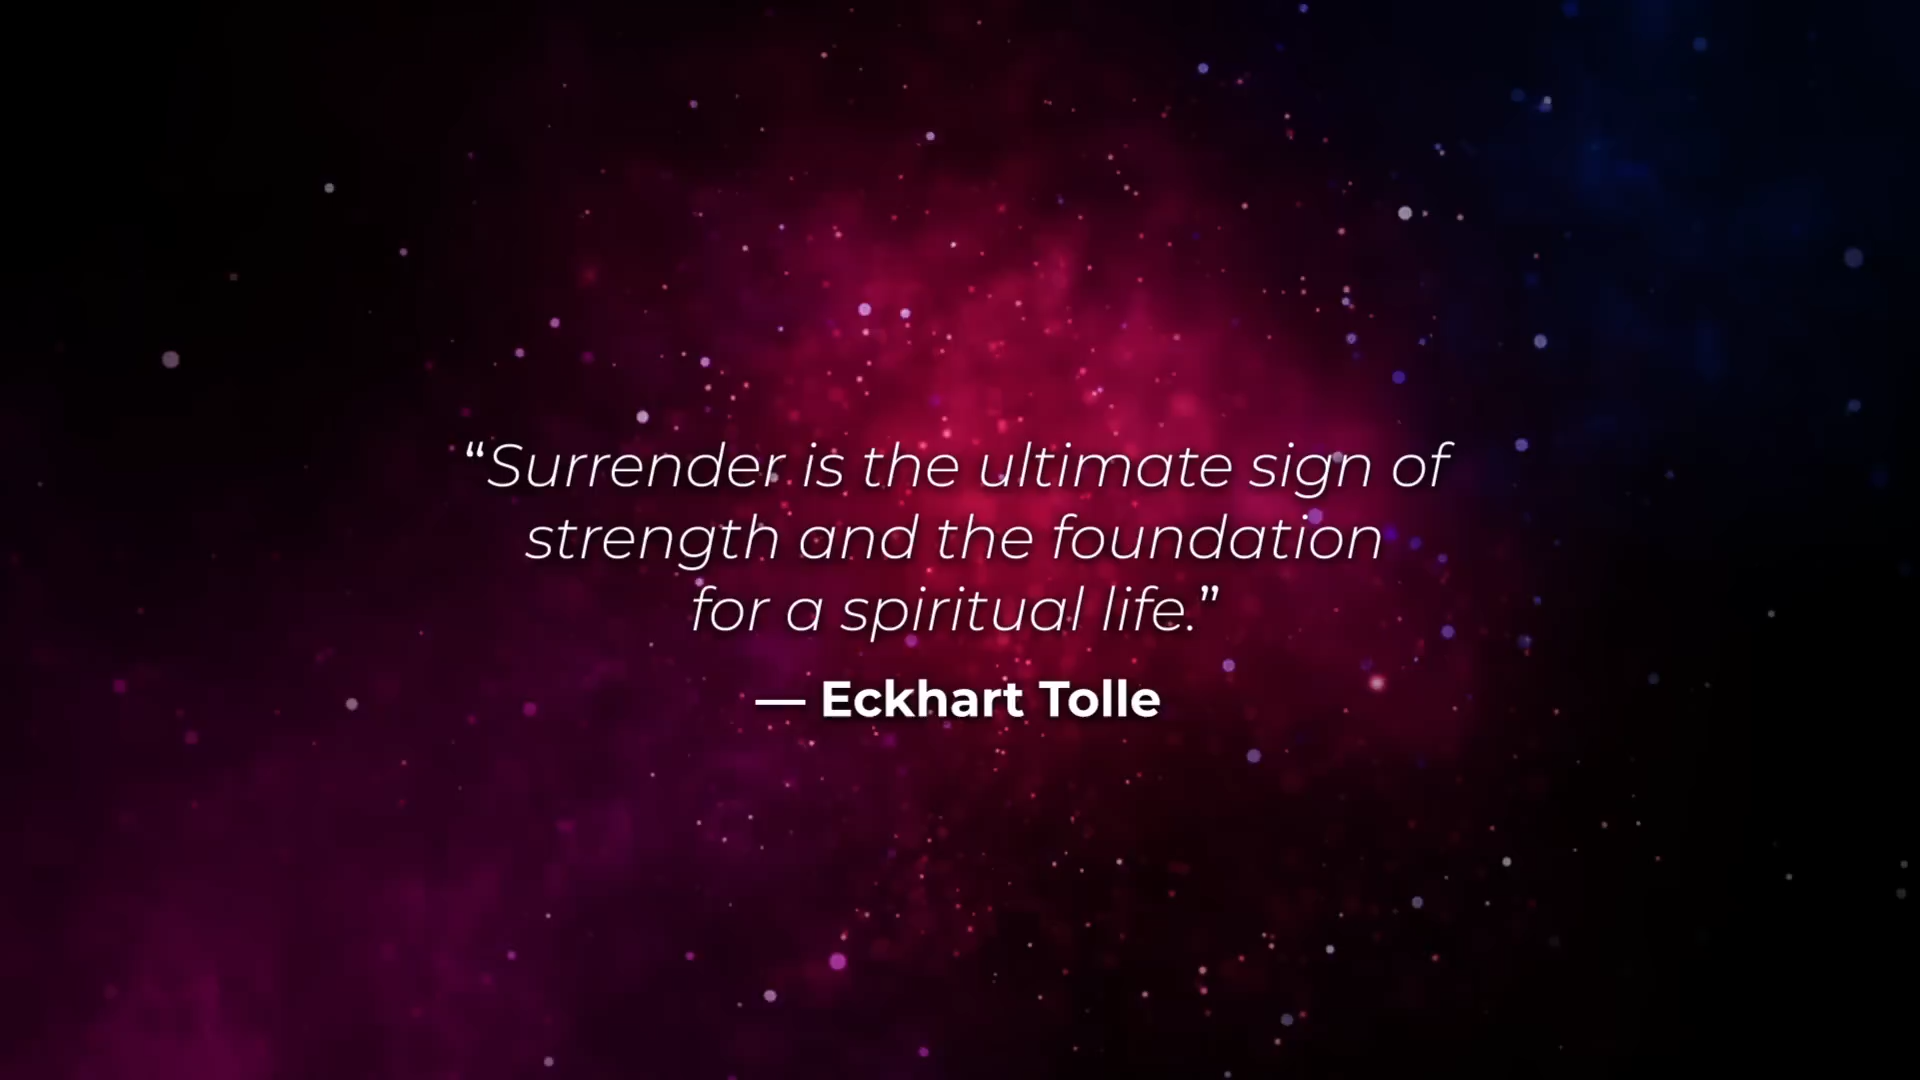 “Surrender is the ultimate sign of
strength and the foundation
for a spiritual life.”
— Eckhart Tolle